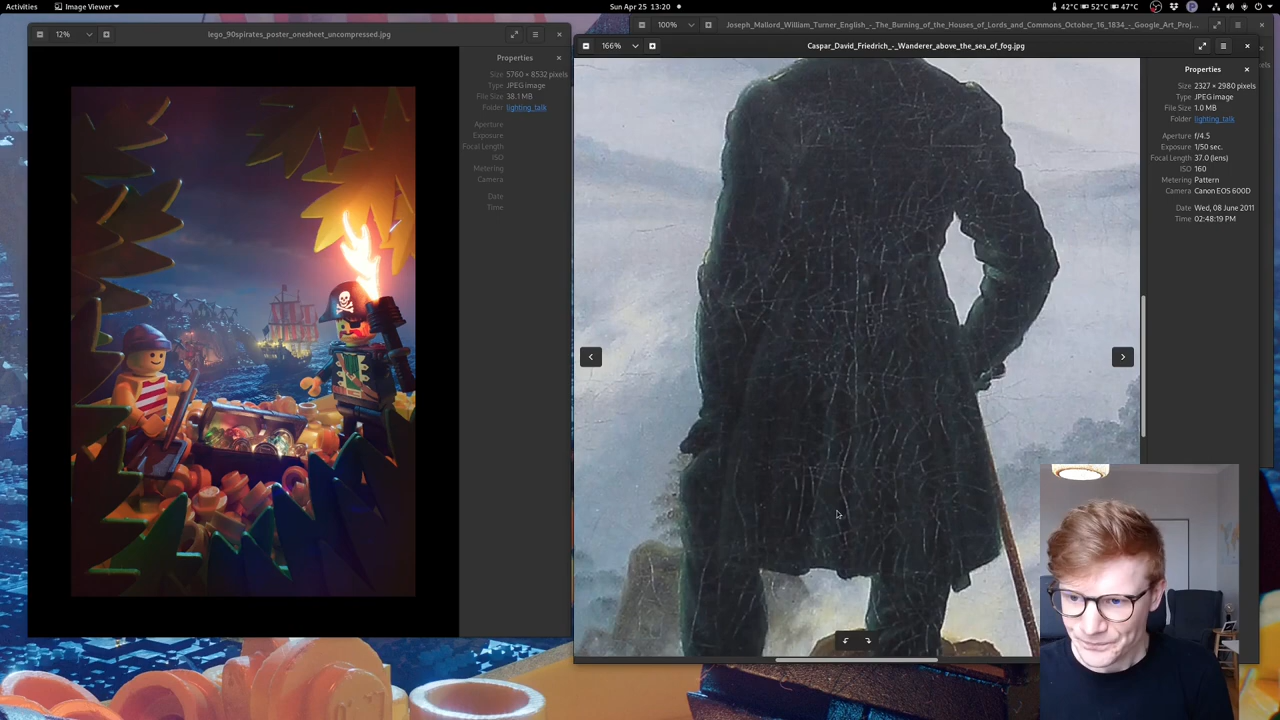 Activities
Image Viewer
Sun Apr 25 13:20
42°C
52°C
47°C
12%
lego_90spirates_poster_onesheet_uncompressed.jpg
Properties
Size 5760 × 8532 pixels
Type JPEG image
File Size 38.1 MB
Folder lighting_talk
Aperture
Exposure
Focal Length
ISO
Metering
Camera
Date
Time
100%
Joseph_Mallord_William_Turner_English_-_The_Burning_of_the_Houses_of_Lords_and_Commons_October_16_1834_-_Google_Art_Proj...
166%
Caspar_David_Friedrich_-_Wanderer_above_the_sea_of_fog.jpg
Properties
Size 2327 × 2980 pixels
Type JPEG image
File Size 1.0 MB
Folder lighting_talk
Aperture f/4.5
Exposure 1/50 sec.
Focal Length 37.0 (lens)
ISO 160
Metering Pattern
Camera Canon EOS 600D
Date Wed, 08 June 2011
Time 02:48:19 PM